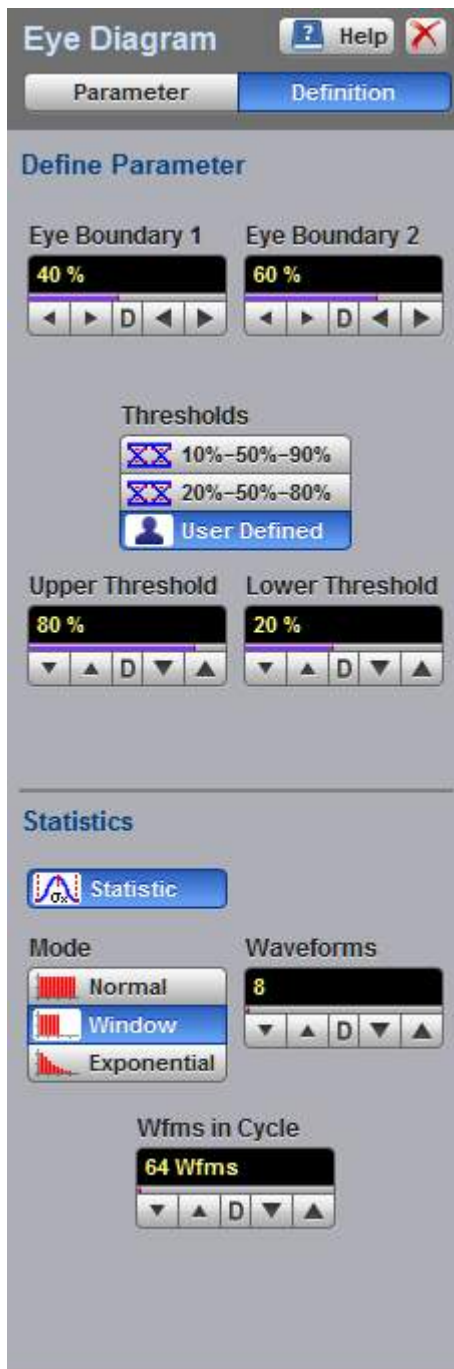 Eye Diagram ? Help
Parameter Definition
Define Parameter
Eye Boundary 1 Eye Boundary 2
40 % 60 %
D D
Thresholds
10%-50%-90%
20%-50%-80%
User Defined
Upper Threshold Lower Threshold
80 % 20 %
D D
Statistics
σx Statistic
Mode Waveforms
Normal 8
Window D
Exponential
Wfms in Cycle
64 Wfms
D